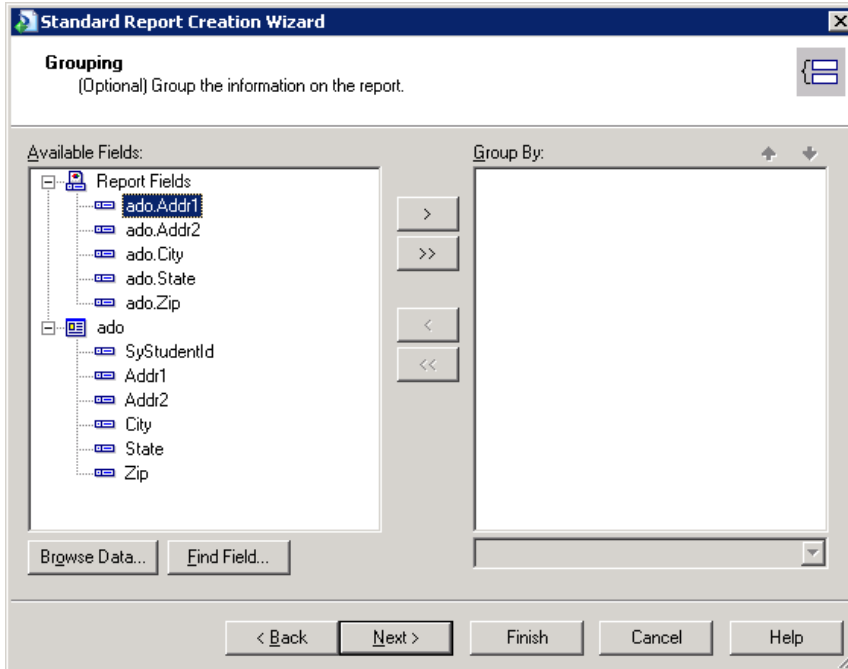 Standard Report Creation Wizard
Grouping
(Optional) Group the information on the report.
Available Fields:
Group By:
Report Fields
ado.Addr1
ado.Addr2
ado.City
ado.State
ado.Zip
ado
SyStudentId
Addr1
Addr2
City
State
Zip
>
>>
<
<<
Browse Data...
Find Field...
< Back
Next >
Finish
Cancel
Help